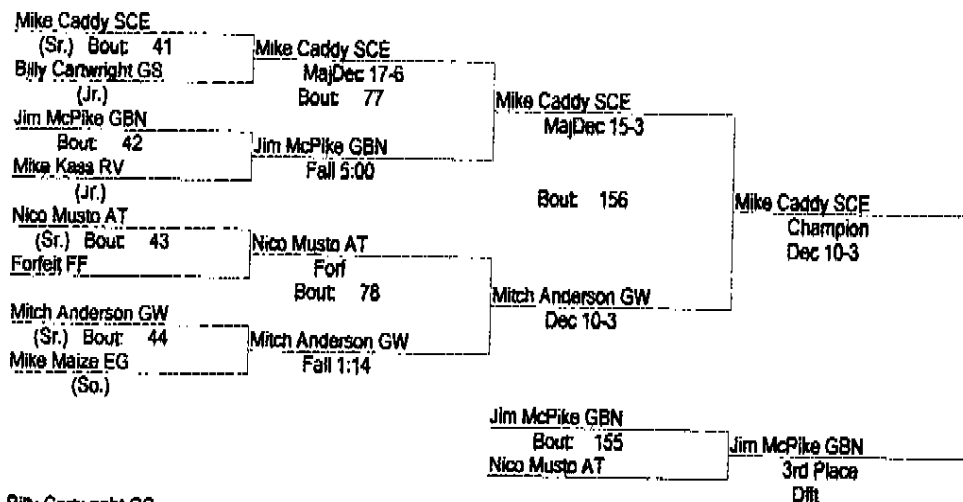 Mike Caddy SCE
(Sr.) Bout: 41
Billy Cartwright GS
(Jr.)
Jim McPike GBN
Bout: 42
Mike Kass RV
(Jr.)
Nico Musto AT
(Sr.) Bout: 43
Forfeit FF
Mitch Anderson GW
(Sr.) Bout: 44
Mike Maize EG
(So.)
Mike Caddy SCE
MajDec 17-6
Bout: 77
Jim McPike GBN
Fall 5:00
Nico Musto AT
Forf
Bout: 78
Mitch Anderson GW
Fall 1:14
Mike Caddy SCE
MajDec 15-3
Bout: 156
Mitch Anderson GW
Dec 10-3
Mike Caddy SCE
Champion
Dec 10-3
Jim McPike GBN
Bout: 155
Nico Musto AT
Jim McPike GBN
3rd Place
Dflt
Billy Cartwright GS